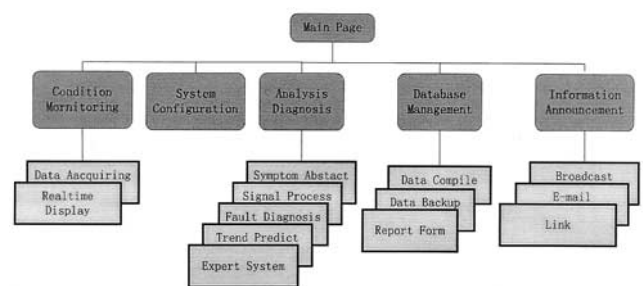 Main Page
Condition
Mornitoring
System
Configuration
Analysis
Diagnosis
Database
Management
Information
Announcement
Data Aacquiring
Realtime
Display
Symptom Abstact
Signal Process
Fault Diagnosis
Trend Predict
Expert System
Data Compile
Data Backup
Report Form
Broadcast
E-mail
Link